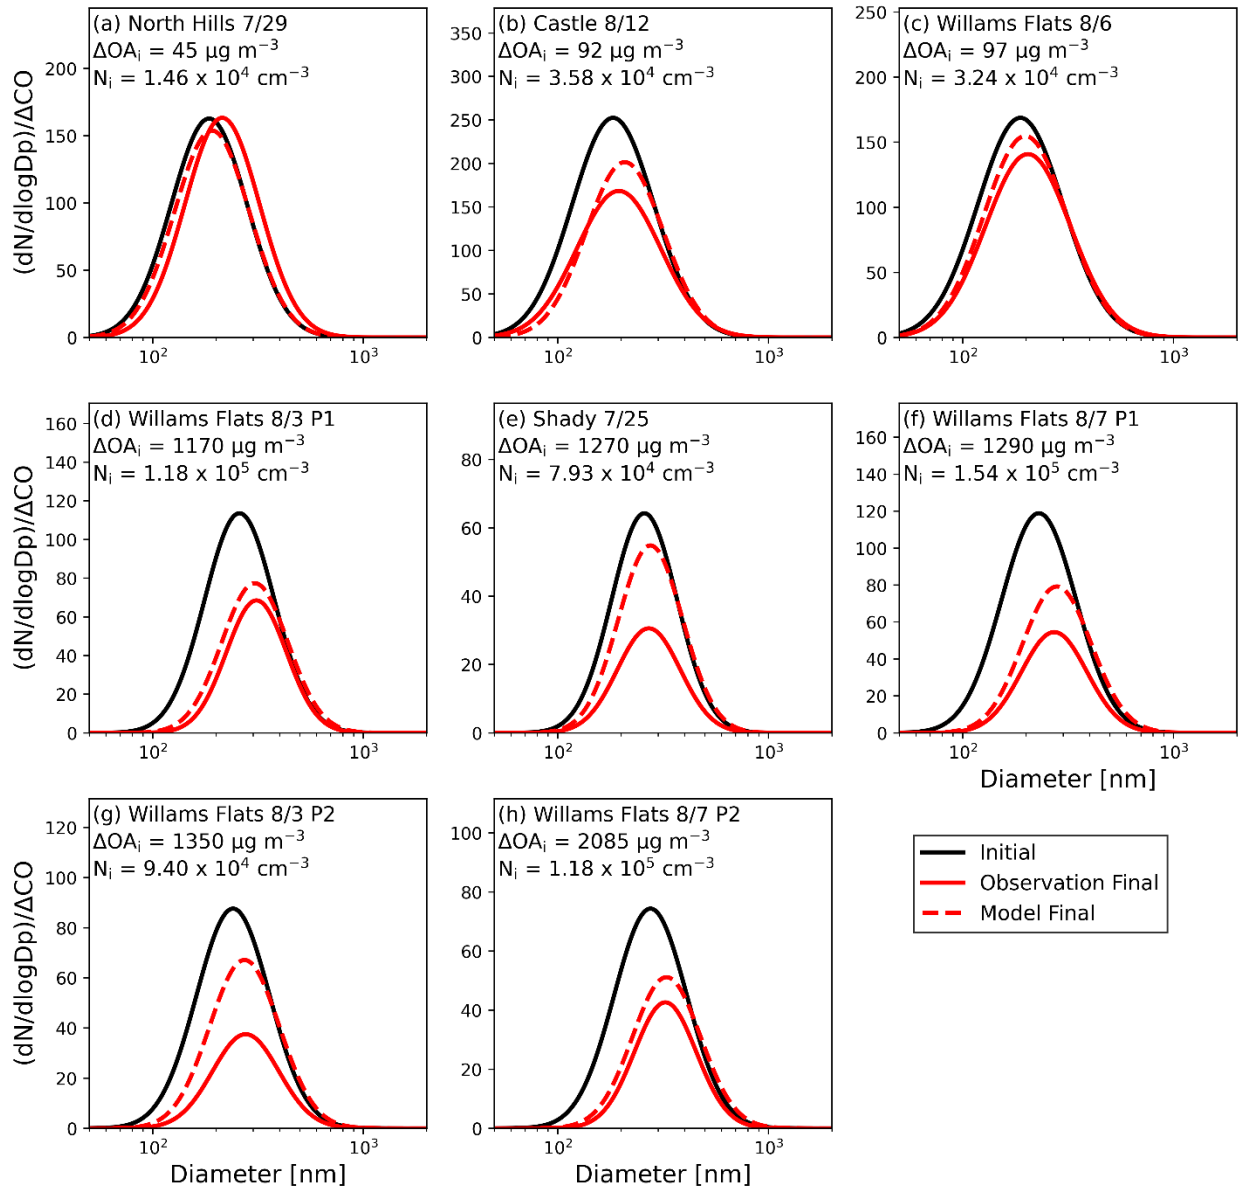 (a) North Hills 7/29
ΔOAᵢ = 45 μg m⁻³
Nᵢ = 1.46 x 10⁴ cm⁻³
200
150
100
50
0
10²
10³
(dN/dlogDp)/ΔCO
(b) Castle 8/12
ΔOAᵢ = 92 μg m⁻³
Nᵢ = 3.58 x 10⁴ cm⁻³
350
300
250
200
150
100
50
0
10²
10³
(c) Willams Flats 8/6
ΔOAᵢ = 97 μg m⁻³
Nᵢ = 3.24 x 10⁴ cm⁻³
250
200
150
100
50
0
10²
10³
(d) Willams Flats 8/3 P1
ΔOAᵢ = 1170 μg m⁻³
Nᵢ = 1.18 x 10⁵ cm⁻³
160
140
120
100
80
60
40
20
0
10²
10³
(dN/dlogDp)/ΔCO
(e) Shady 7/25
ΔOAᵢ = 1270 μg m⁻³
Nᵢ = 7.93 x 10⁴ cm⁻³
80
60
40
20
0
10²
10³
(f) Willams Flats 8/7 P1
ΔOAᵢ = 1290 μg m⁻³
Nᵢ = 1.54 x 10⁵ cm⁻³
160
140
120
100
80
60
40
20
0
10²
10³
Diameter [nm]
(g) Willams Flats 8/3 P2
ΔOAᵢ = 1350 μg m⁻³
Nᵢ = 9.40 x 10⁴ cm⁻³
120
100
80
60
40
20
0
10²
10³
(dN/dlogDp)/ΔCO
Diameter [nm]
(h) Willams Flats 8/7 P2
ΔOAᵢ = 2085 μg m⁻³
Nᵢ = 1.18 x 10⁵ cm⁻³
100
80
60
40
20
0
10²
10³
Diameter [nm]
Initial
Observation Final
Model Final